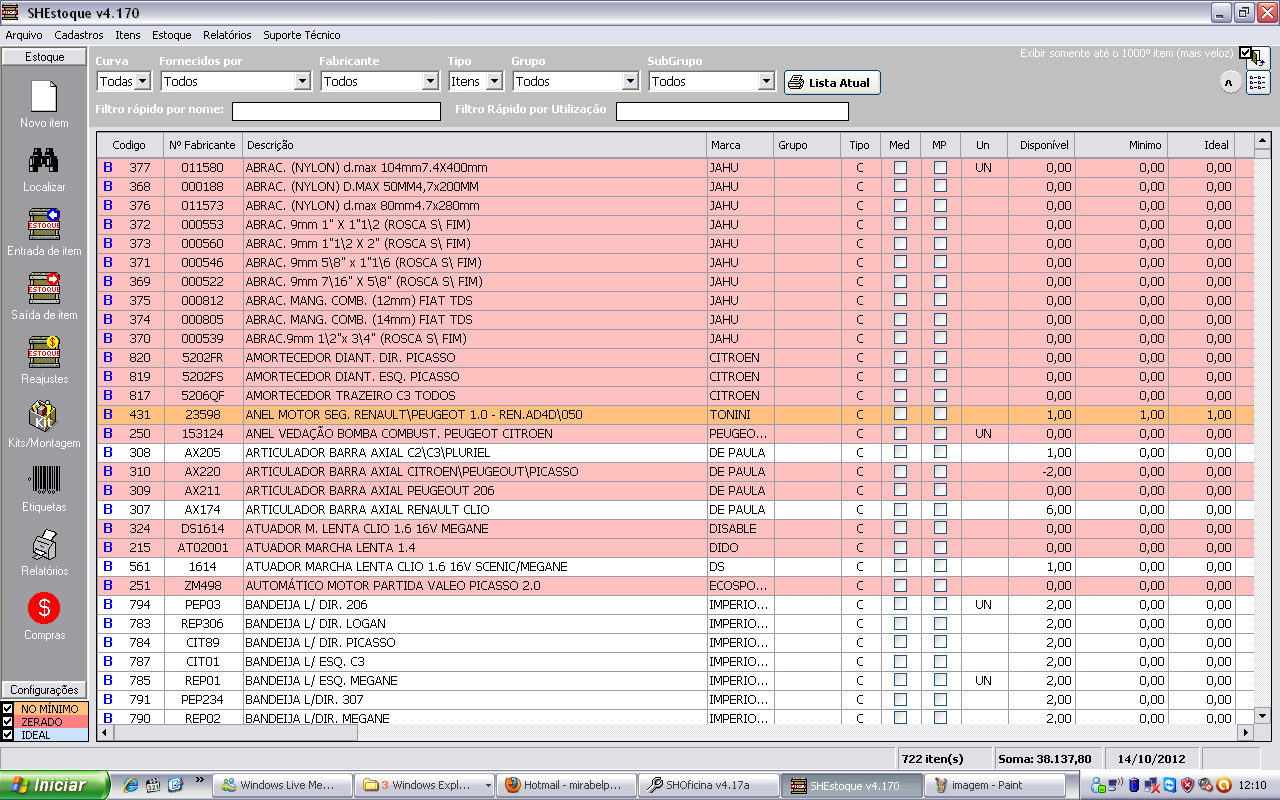 SHEstoque v4.170
Arquivo Cadastros Itens Estoque Relatórios Suporte Técnico
Estoque
Novo item
Localizar
ESTOQUE
Entrada de item
ESTOQUE
Saída de item
ESTOQUE
Reajustes
Kit
Kits/Montagem
Etiquetas
Relatórios
$
Compras
Configurações
NO MÍNIMO
ZERADO
IDEAL
Exibir somente até o 1000º item (mais veloz)
Curva Fornecidos por Fabricante Tipo Grupo SubGrupo
Todas Todos Todos Itens Todos Todos Lista Atual
A
Filtro rápido por nome: Filtro Rápido por Utilização
Codigo Nº Fabricante Descrição Marca Grupo Tipo Med MP Un Disponível Minimo Ideal
B 377 011580 ABRAC. (NYLON) d.max 104mm7.4X400mm JAHU C UN 0,00 0,00 0,00
B 368 000188 ABRAC. (NYLON) D.MAX 50MM4,7x200MM JAHU C 0,00 0,00 0,00
B 376 011573 ABRAC. (NYLON) d.max 80mm4.7x280mm JAHU C 0,00 0,00 0,00
B 372 000553 ABRAC. 9mm 1" X 1"1\2 (ROSCA S\ FIM) JAHU C 0,00 0,00 0,00
B 373 000560 ABRAC. 9mm 1"1\2 X 2" (ROSCA S\ FIM) JAHU C 0,00 0,00 0,00
B 371 000546 ABRAC. 9mm 5\8" x 1"1\6 (ROSCA S\ FIM) JAHU C 0,00 0,00 0,00
B 369 000522 ABRAC. 9mm 7\16" X 5\8" (ROSCA S\ FIM) JAHU C 0,00 0,00 0,00
B 375 000812 ABRAC. MANG. COMB. (12mm) FIAT TDS JAHU C 0,00 0,00 0,00
B 374 000805 ABRAC. MANG. COMB. (14mm) FIAT TDS JAHU C 0,00 0,00 0,00
B 370 000539 ABRAC.9mm 1\2"x 3\4" (ROSCA S\ FIM) JAHU C 0,00 0,00 0,00
B 820 5202FR AMORTECEDOR DIANT. DIR. PICASSO CITROEN C 0,00 0,00 0,00
B 819 5202FS AMORTECEDOR DIANT. ESQ. PICASSO CITROEN C 0,00 0,00 0,00
B 817 5206QF AMORTECEDOR TRAZEIRO C3 TODOS CITROEN C 0,00 0,00 0,00
B 431 23598 ANEL MOTOR SEG. RENAULT\PEUGEOT 1.0 - REN.AD4D\050 TONINI C 1,00 1,00 1,00
B 250 153124 ANEL VEDAÇÃO BOMBA COMBUST. PEUGEOT CITROEN PEUGEO... C UN 0,00 0,00 0,00
B 308 AX205 ARTICULADOR BARRA AXIAL C2\C3\PLURIEL DE PAULA C 1,00 0,00 0,00
B 310 AX220 ARTICULADOR BARRA AXIAL CITROEN\PEUGEOUT\PICASSO DE PAULA C -2,00 0,00 0,00
B 309 AX211 ARTICULADOR BARRA AXIAL PEUGEOUT 206 DE PAULA C 0,00 0,00 0,00
B 307 AX174 ARTICULADOR BARRA AXIAL RENAULT CLIO DE PAULA C 6,00 0,00 0,00
B 324 DS1614 ATUADOR M. LENTA CLIO 1.6 16V MEGANE DISABLE C 0,00 0,00 0,00
B 215 AT02001 ATUADOR MARCHA LENTA 1.4 DIDO C 0,00 0,00 0,00
B 561 1614 ATUADOR MARCHA LENTA CLIO 1.6 16V SCENIC/MEGANE DS C 1,00 0,00 0,00
B 251 ZM498 AUTOMÁTICO MOTOR PARTIDA VALEO PICASSO 2.0 ECOSPO... C 0,00 0,00 0,00
B 794 PEP03 BANDEIJA L/ DIR. 206 IMPERIO... C UN 2,00 0,00 0,00
B 783 REP306 BANDEIJA L/ DIR. LOGAN IMPERIO... C 2,00 0,00 0,00
B 784 CIT89 BANDEIJA L/ DIR. PICASSO IMPERIO... C 2,00 0,00 0,00
B 787 CIT01 BANDEIJA L/ ESQ. C3 IMPERIO... C 2,00 0,00 0,00
B 785 REP01 BANDEIJA L/ ESQ. MEGANE IMPERIO... C UN 2,00 0,00 0,00
B 791 PEP234 BANDEIJA L/DIR. 307 IMPERIO... C 2,00 0,00 0,00
B 790 REP02 BANDEIJA L/DIR. MEGANE IMPERIO... C 2,00 0,00 0,00
722 iten(s) Soma: 38.137,80 14/10/2012
Iniciar » Windows Live Me... 3 Windows Expl... Hotmail - mirabelp... SHOficina v4.17a SHEstoque v4.170 imagem - Paint 12:10